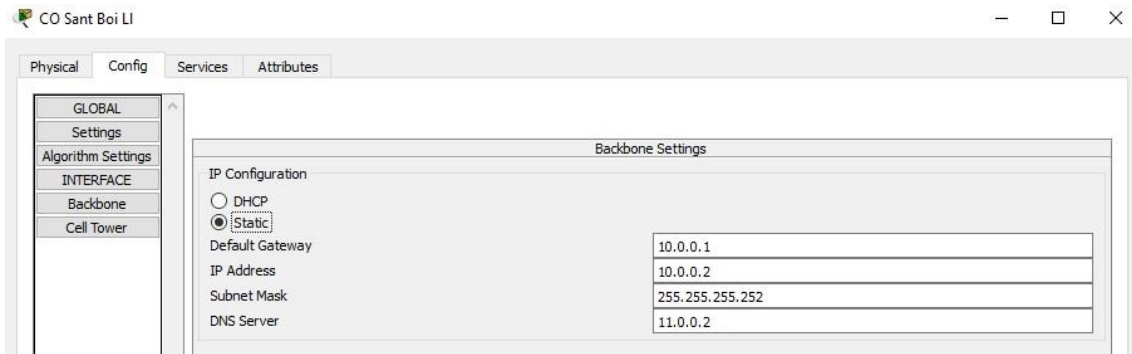 CO Sant Boi LI
Physical Config Services Attributes
GLOBAL
Settings
Algorithm Settings
INTERFACE
Backbone
Cell Tower
Backbone Settings
IP Configuration
DHCP
Static
Default Gateway 10.0.0.1
IP Address 10.0.0.2
Subnet Mask 255.255.255.252
DNS Server 11.0.0.2